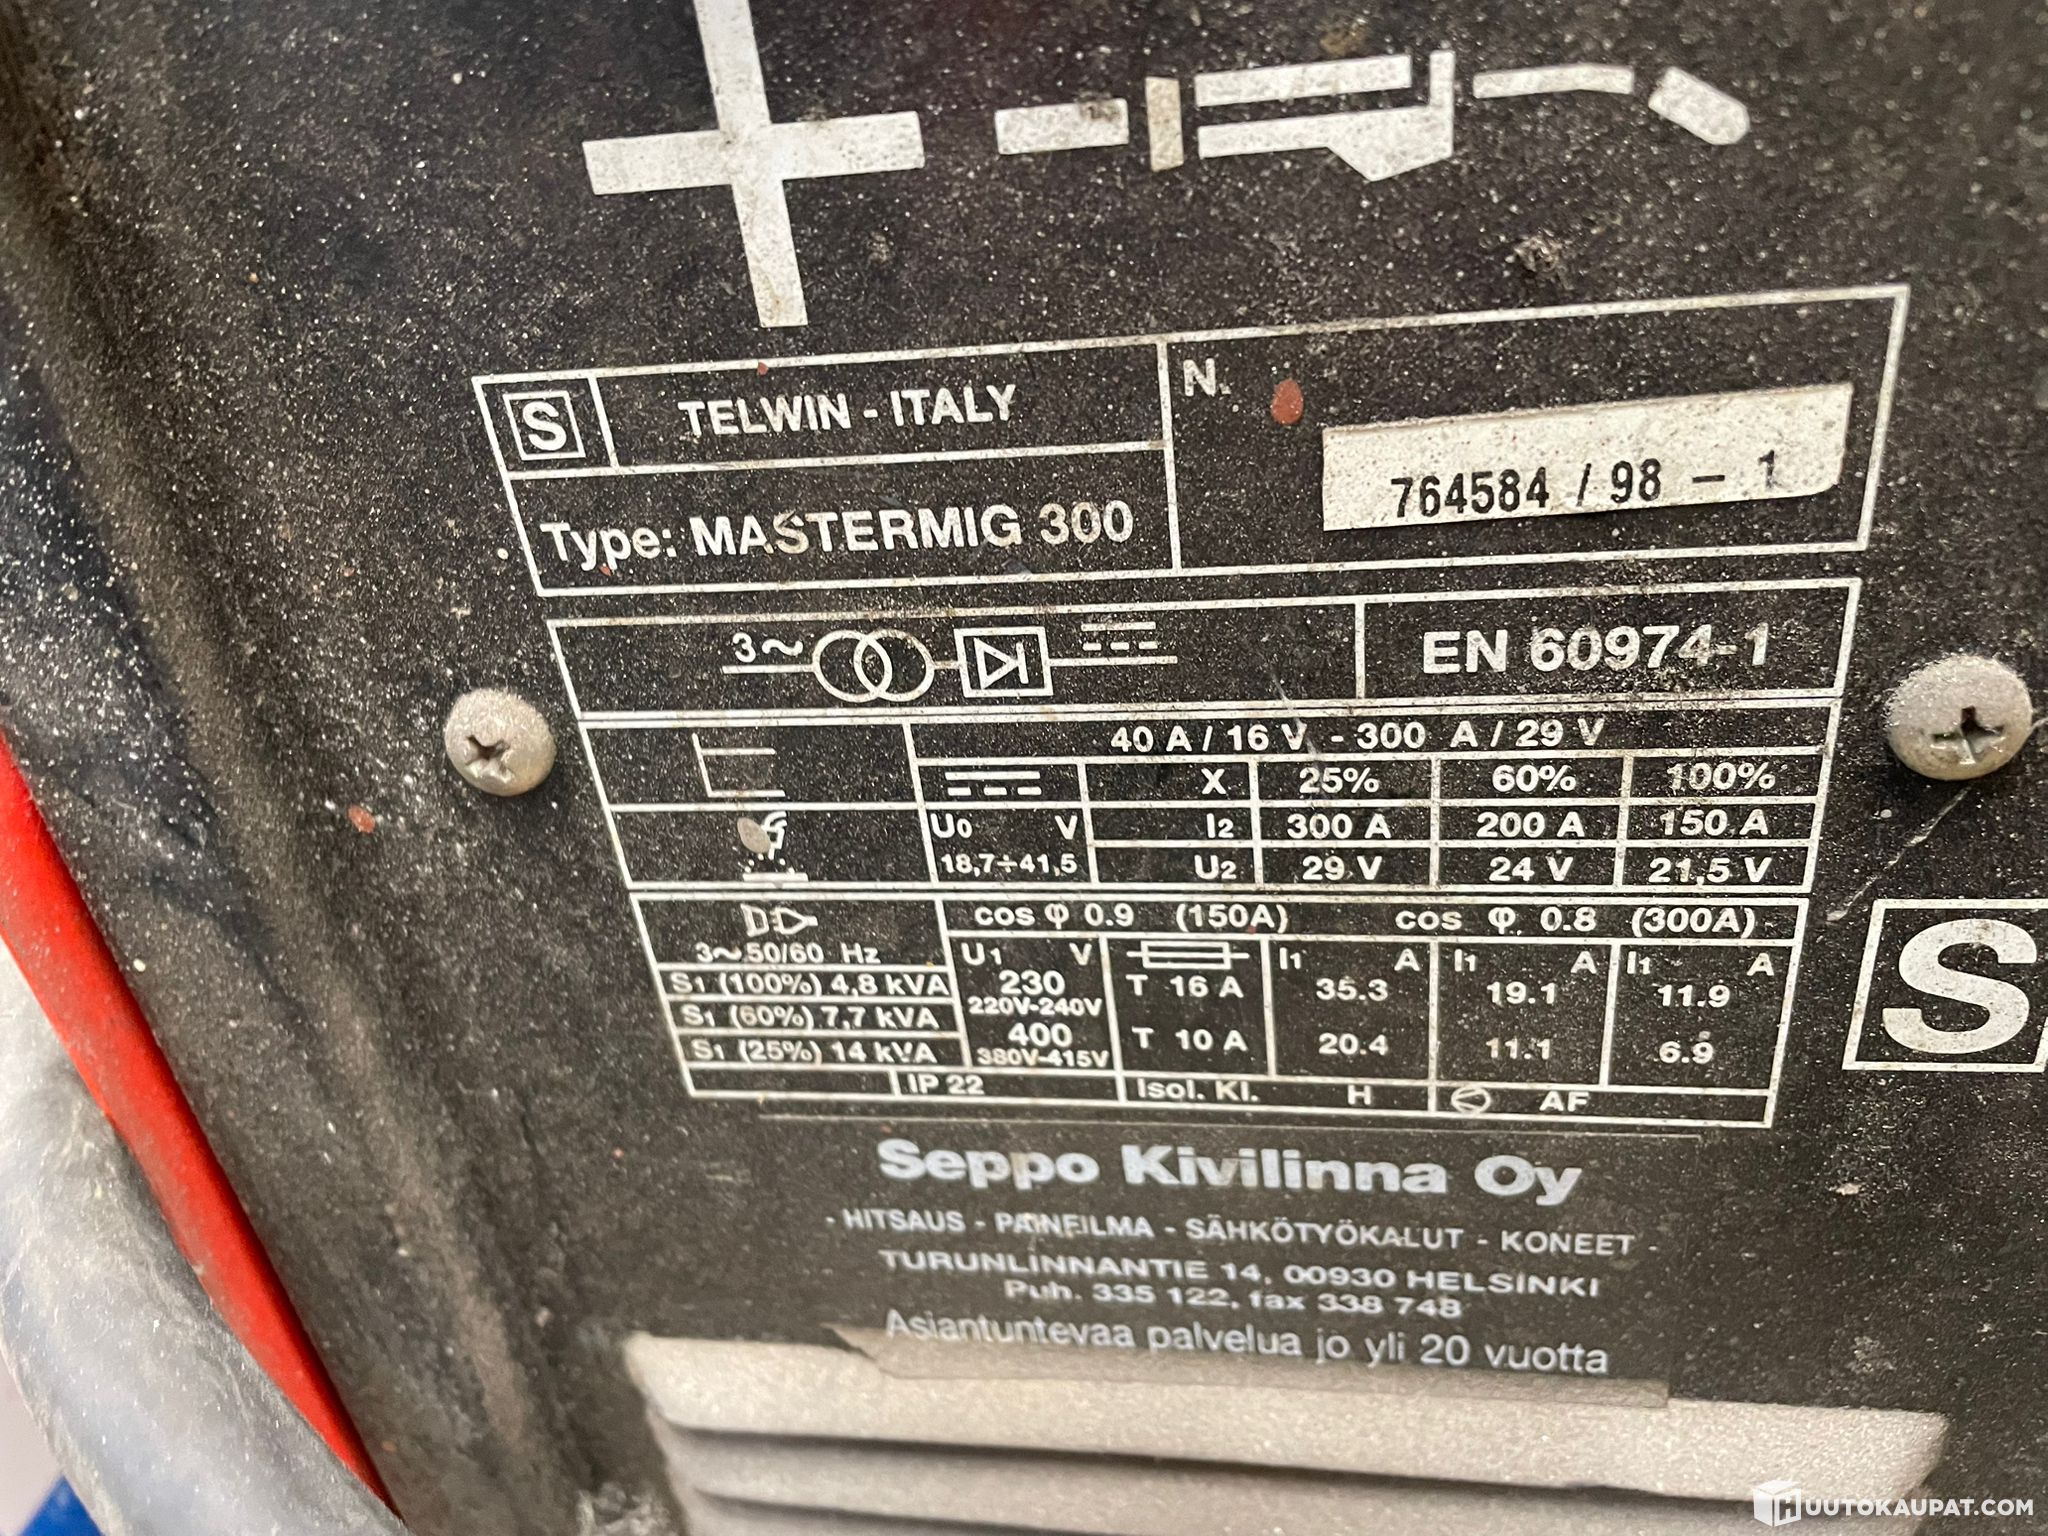 S TELWIN - ITALY
N.
764584 / 98 - 1
Type: MASTERMIG 300
3~ EN 60974-1
40 A / 16 V - 300 A / 29 V
X 25% 60% 100%
U0 V I2 300 A 200 A 150 A
18,7÷41,5 U2 29 V 24 V 21,5 V
cos φ 0.9 (150A) cos φ 0.8 (300A)
3~ 50/60 Hz U1 V I1 A I1 A I1 A
S1 (100%) 4,8 kVA 230 T 16 A 35.3 19.1 11.9
220V-240V
S1 (60%) 7,7 kVA 400 T 10 A 20.4 11.1 6.9
S1 (25%) 14 kVA 380V-415V
IP 22 Isol. Kl. H AF
S
Seppo Kivilinna Oy
- HITSAUS - PAINEILMA - SÄHKÖTYÖKALUT - KONEET -
TURUNLINNANTIE 14, 00930 HELSINKI
Puh. 335 122, fax 338 748
Asiantuntevaa palvelua jo yli 20 vuotta
HUUTOKAUPAT.COM